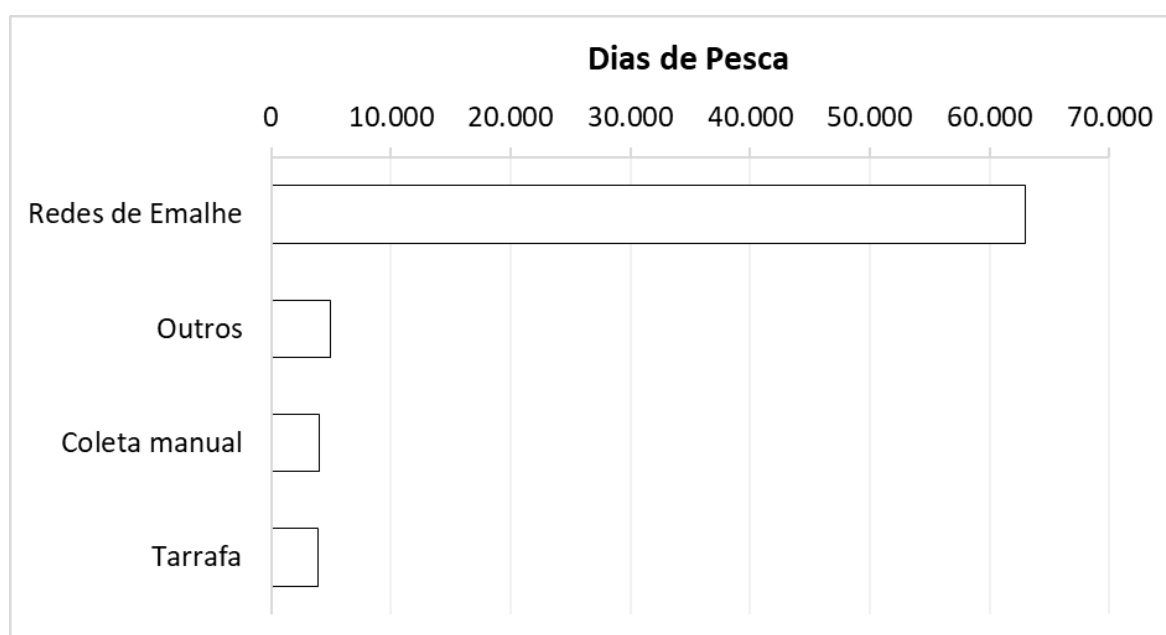 Dias de Pesca
0 10.000 20.000 30.000 40.000 50.000 60.000 70.000
Redes de Emalhe
Outros
Coleta manual
Tarrafa